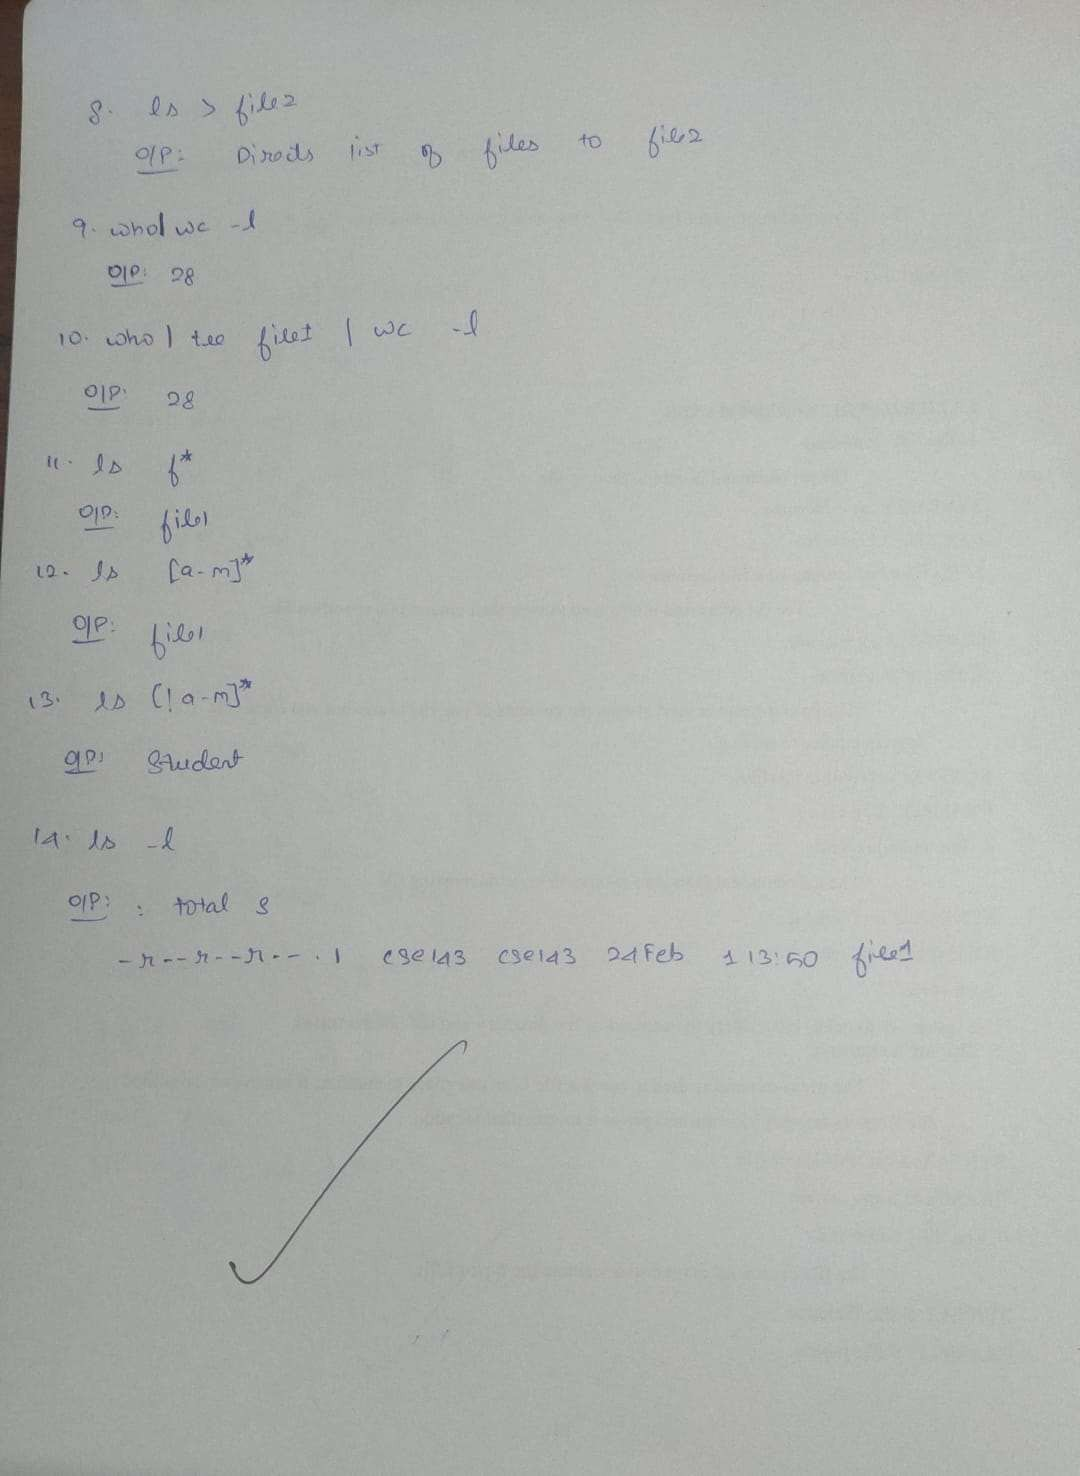 8. ls > file2
O/P: Directs list of files to file2
9. who | wc -l
O/P: 28
10. who | tee file1 | wc -l
O/P: 28
11. ls f*
O/P: file1
12. ls [a-m]*
O/P: file1
13. ls [!a-m]*
O/P: Student
14. ls -l
O/P: : total 8
-r--r--r--. 1 cse143 cse143 24 Feb 1 13:50 file1